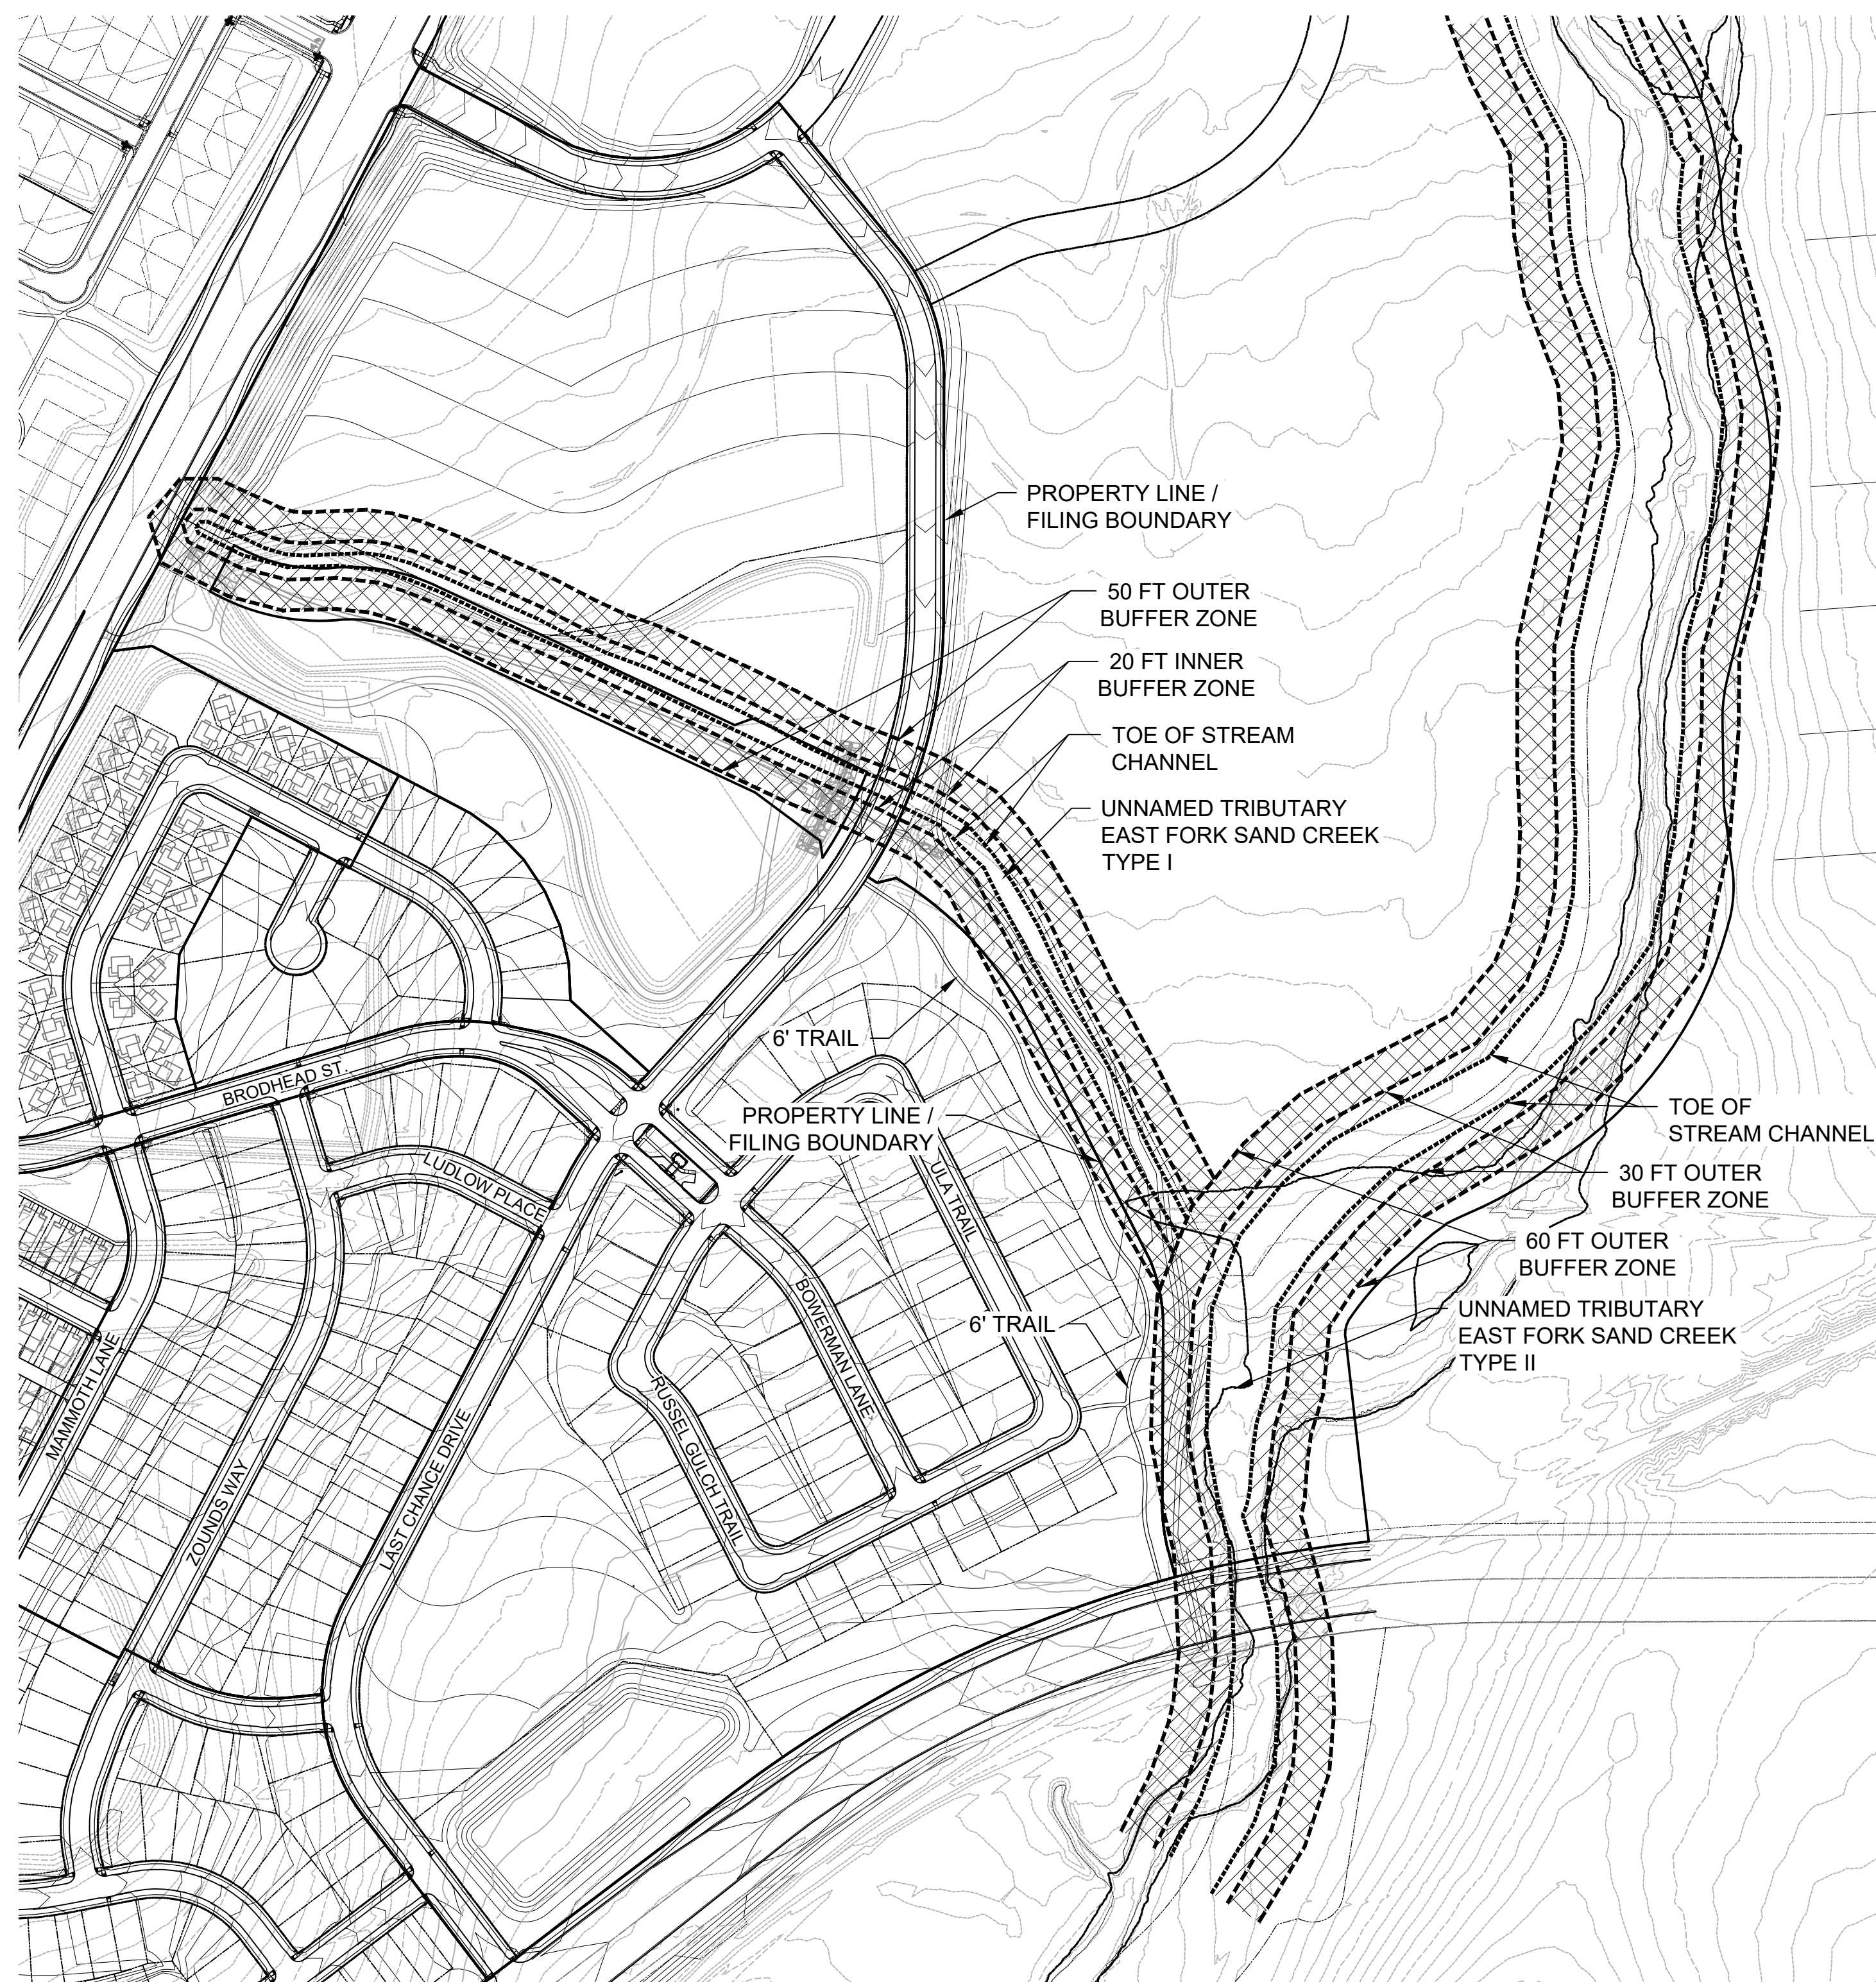 PROPERTY LINE /
FILING BOUNDARY
50 FT OUTER
BUFFER ZONE
20 FT INNER
BUFFER ZONE
TOE OF STREAM
CHANNEL
UNNAMED TRIBUTARY
EAST FORK SAND CREEK
TYPE I
6' TRAIL
BRODHEAD ST.
PROPERTY LINE /
FILING BOUNDARY
TOE OF
STREAM CHANNEL
LUDLOW PLACE
ULA TRAIL
30 FT OUTER
BUFFER ZONE
60 FT OUTER
BUFFER ZONE
BOWERMAN LANE
6' TRAIL
UNNAMED TRIBUTARY
EAST FORK SAND CREEK
TYPE II
MAMMOTH LANE
RUSSEL GULCH TRAIL
LAST CHANCE DRIVE
ZOUNDS WAY